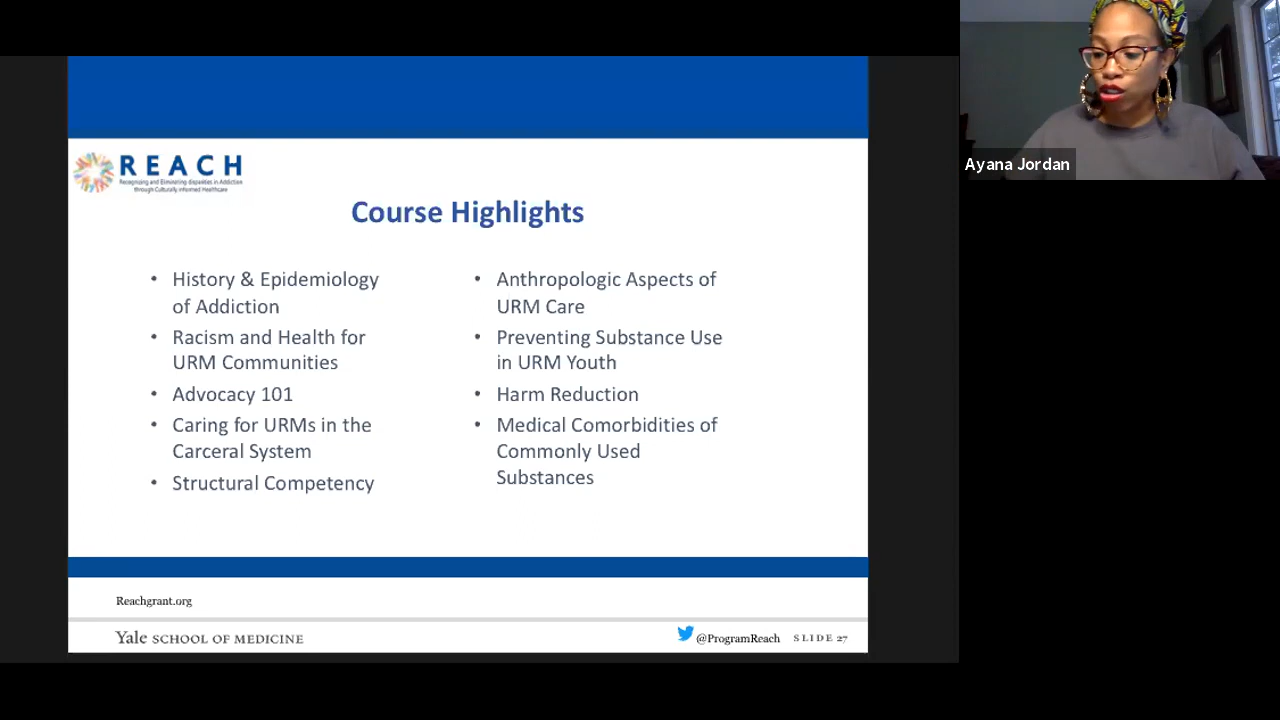 REACH
Recognizing and Eliminating disparities in Addiction
through Culturally informed Healthcare
Course Highlights
• History & Epidemiology
of Addiction
• Racism and Health for
URM Communities
• Advocacy 101
• Caring for URMs in the
Carceral System
• Structural Competency
• Anthropologic Aspects of
URM Care
• Preventing Substance Use
in URM Youth
• Harm Reduction
• Medical Comorbidities of
Commonly Used
Substances
Reachgrant.org
Yale SCHOOL OF MEDICINE
@ProgramReach SLIDE 27
Ayana Jordan